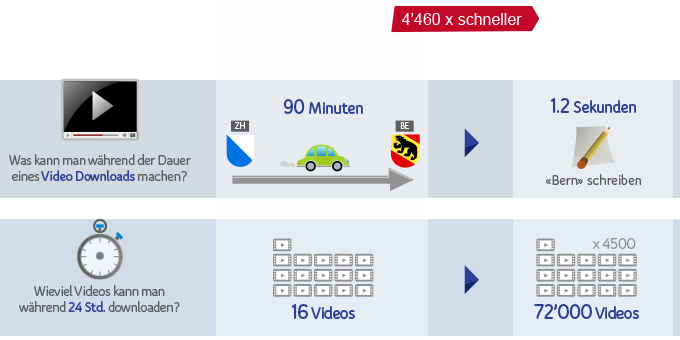 4’460 x schneller
90 Minuten
1.2 Sekunden
ZH
BE
Was kann man während der Dauer
eines Video Downloads machen?
«Bern» schreiben
x 4500
Wieviel Videos kann man
während 24 Std. downloaden?
16 Videos
72’000 Videos